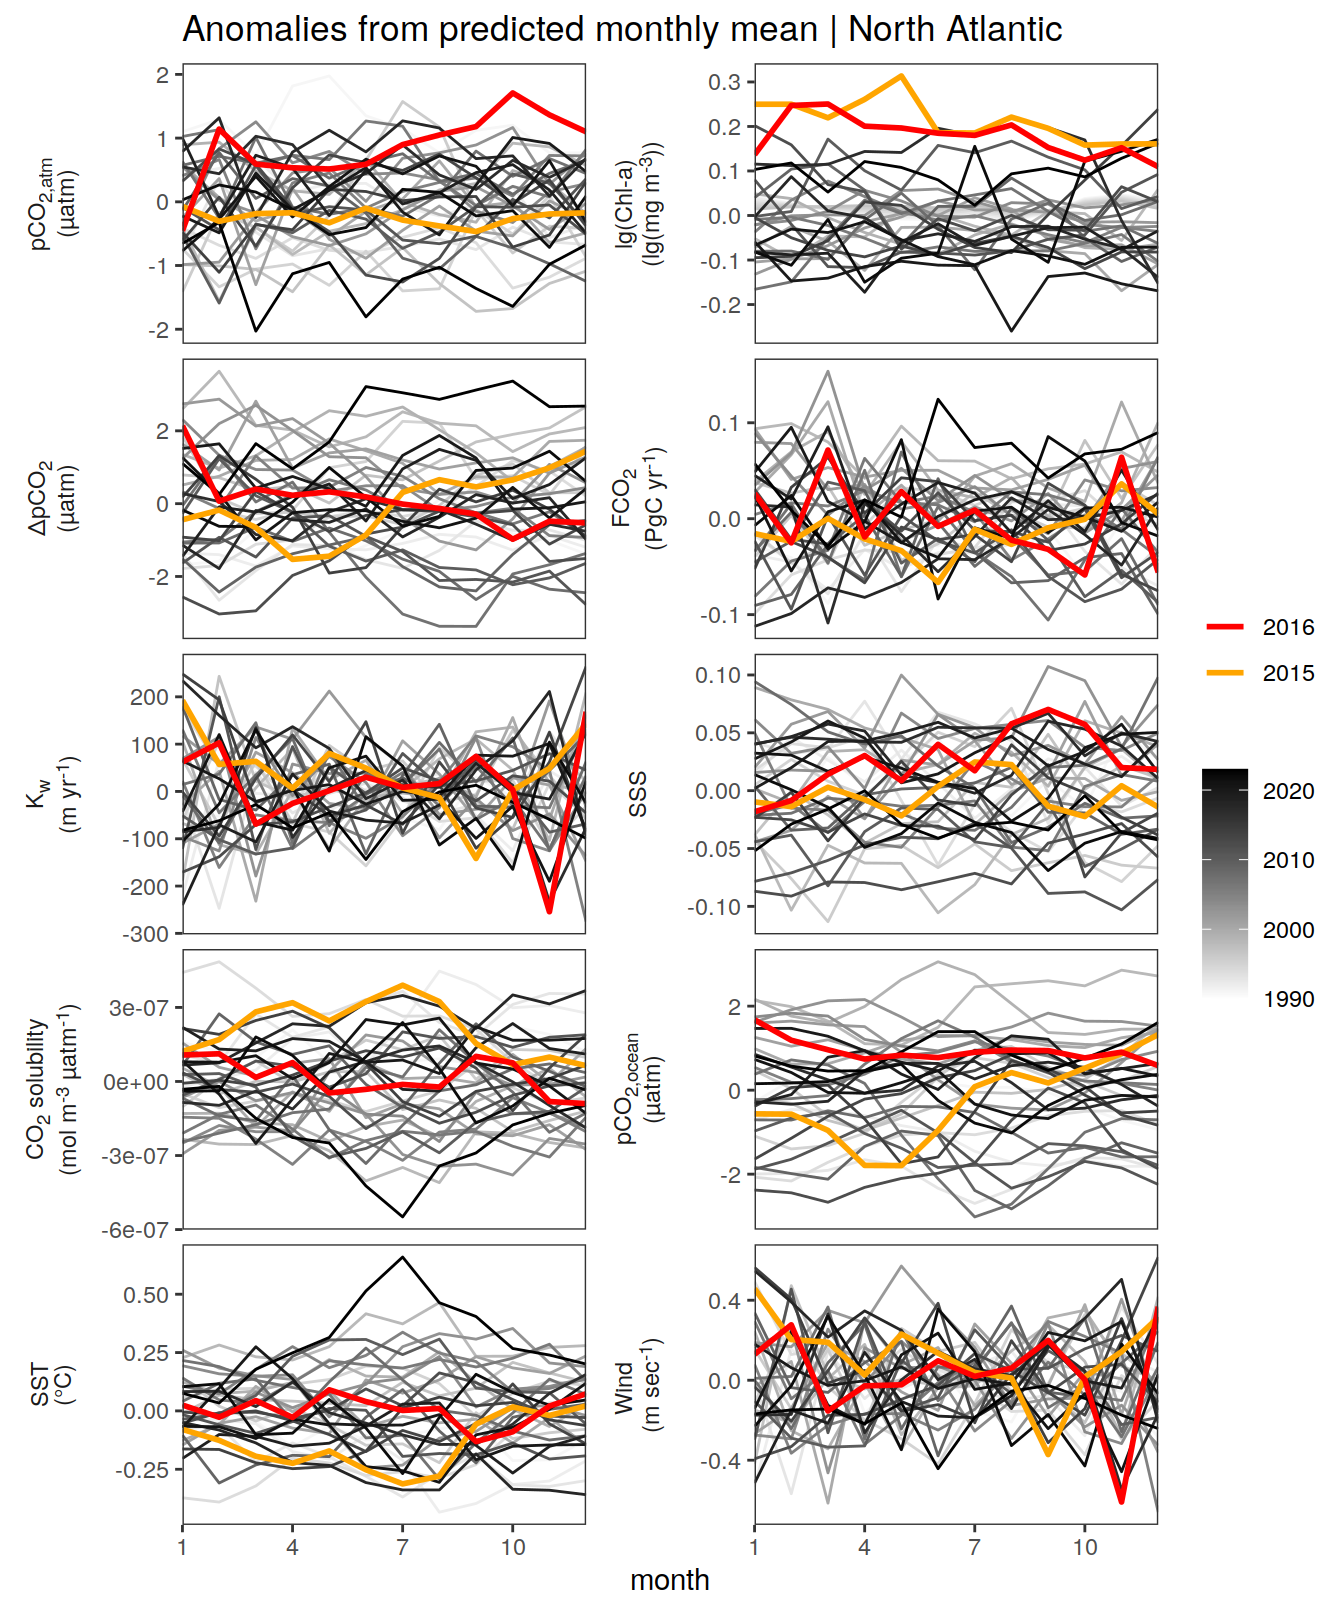 Anomalies from predicted monthly mean | North Atlantic
pCO2,atm
(µatm)
2
1
0
-1
-2
lg(Chl-a)
(lg(mg m-3))
0.3
0.2
0.1
0.0
-0.1
-0.2
ΔpCO2
(µatm)
2
0
-2
FCO2
(PgC yr-1)
0.1
0.0
-0.1
Kw
(m yr-1)
200
100
0
-100
-200
-300
SSS
0.10
0.05
0.00
-0.05
-0.10
CO2 solubility
(mol m-3 µatm-1)
3e-07
0e+00
-3e-07
-6e-07
pCO2,ocean
(µatm)
2
0
-2
SST
(°C)
0.50
0.25
0.00
-0.25
Wind
(m sec-1)
0.4
0.0
-0.4
1
4
7
10
1
4
7
10
month
2016
2015
2020
2010
2000
1990